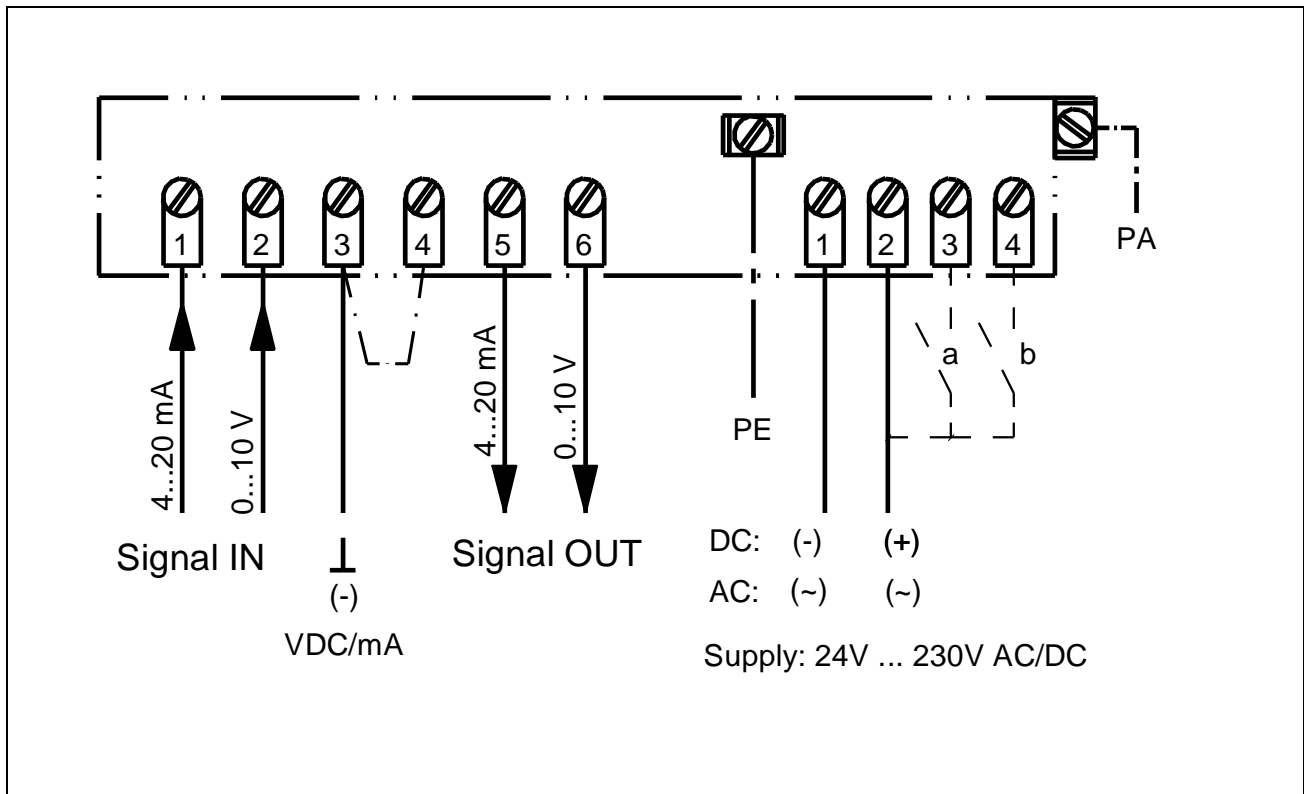 1 2 3 4 5 6
1 2 3 4
PA
4...20 mA
0...10 V
4...20 mA
0...10 V
a
b
PE
Signal IN
Signal OUT
(-)
VDC/mA
DC: (-) (+)
AC: (~) (~)
Supply: 24V ... 230V AC/DC